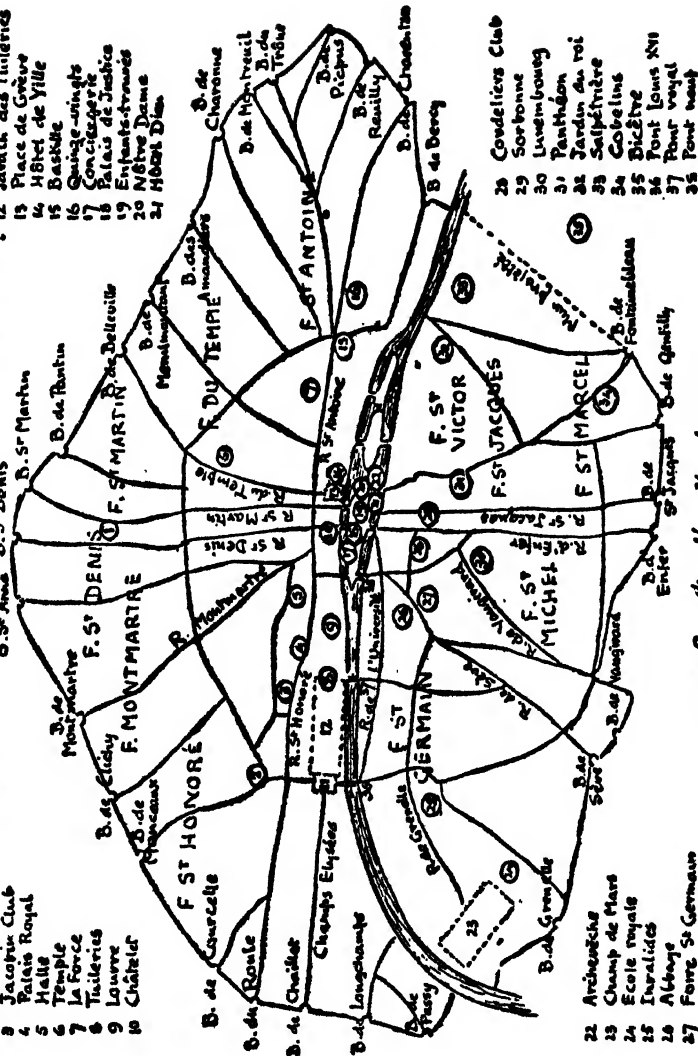 3 Jacobin Club
4 Palais Royal
5 Halle
6 Temple
7 La Force
8 Tuileries
9 Louvre
10 Châtelet
12 Jardin des Tuileries
13 Place de Grève
14 Hôtel de Ville
15 Bastille
16 Quinze-vingts
17 Conciergerie
18 Palais de Justice
19 Enfants-trouvés
20 Nôtre Dame
21 Hôtel Dieu
B. St Martin
B. de Pantin
B. de Belleville
B. de Menilmontant
B. des Amandiers
B. de Charonne
B. de Montreuil
B. du Trône
B. de Picpus
B. de Reuilly
B. de Charenton
B. de Bercy
B. de Montmartre
B. de Clichy
B. de Monceaux
B. de Courcelle
B. du Roule
B. de Chaillot
B. de Longchamps
B. de Passy
F. ST DENIS
F. ST MARTIN
F. MONTMARTRE
F. DU TEMPLE
F ST HONORÉ
F. ST ANTOINE
R. Montmartre
R St Denis
R St Martin
R. du Temple
R. St Honoré
R St Antoine
Champs Elysées
12
R. de l'Université
F ST GERMAIN
R. de Grenelle
R. de Sève
R. de Vaugirard
F. ST MICHEL
R. d'Enfer
R. St Jacques
F. ST JACQUES
F. ST VICTOR
F ST MARCEL
23
B. de Grenelle
B. de Sève
B. de Vaugirard
B. d' Enfer
B. de St Jacques
B. de Gentilly
B. de Fontainebleau
22 Archevêché
23 Champ de Mars
24 Ecole royale
25 Invalides
26 Abbaye
27 Foire St Germain
28 Cordeliers Club
29 Sorbonne
30 Luxembourg
31 Panthéon
32 Jardin du roi
33 Salpêtrière
34 Gobelins
35 Bicêtre
36 Pont Louis XVI
37 Pont royal
38 Pont neuf